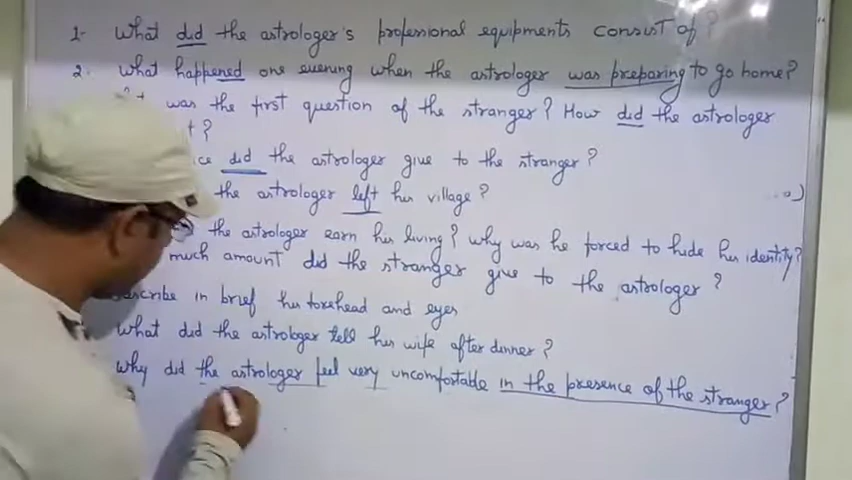 1- What did the astrologer's professional equipments consist of?
2. What happened one evening when the astrologer was preparing to go home?
was the first question of the stranger? How did the astrologer
t?
ce did the astrologer give to the stranger?
the astrologer left his village?
the astrologer earn his living? why was he forced to hide his identity?
much amount did the stranger give to the astrologer?
scribe in brief his forehead and eyes
What did the astrologer tell his wife after dinner?
Why did the astrologer feel very uncomfortable in the presence of the stranger?